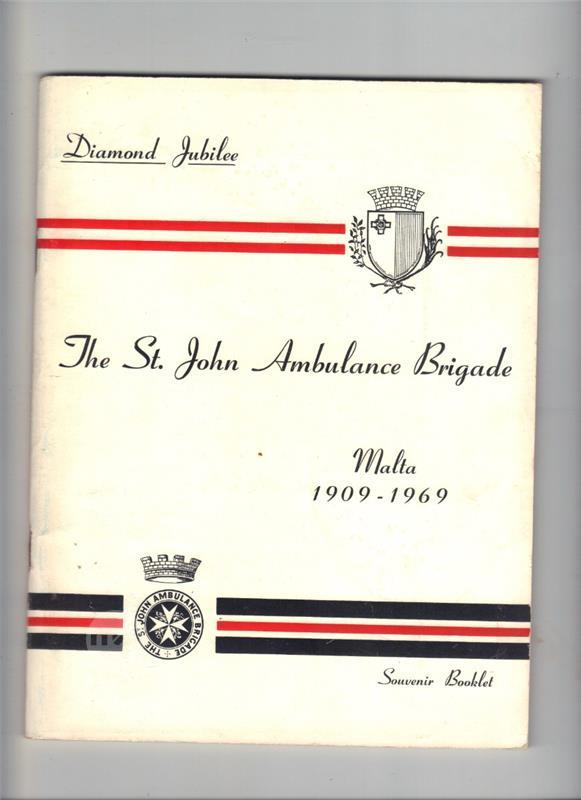 Diamond Jubilee
The St. John Ambulance Brigade
Malta
1909 - 1969
THE ST. JOHN AMBULANCE BRIGADE
Souvenir Booklet